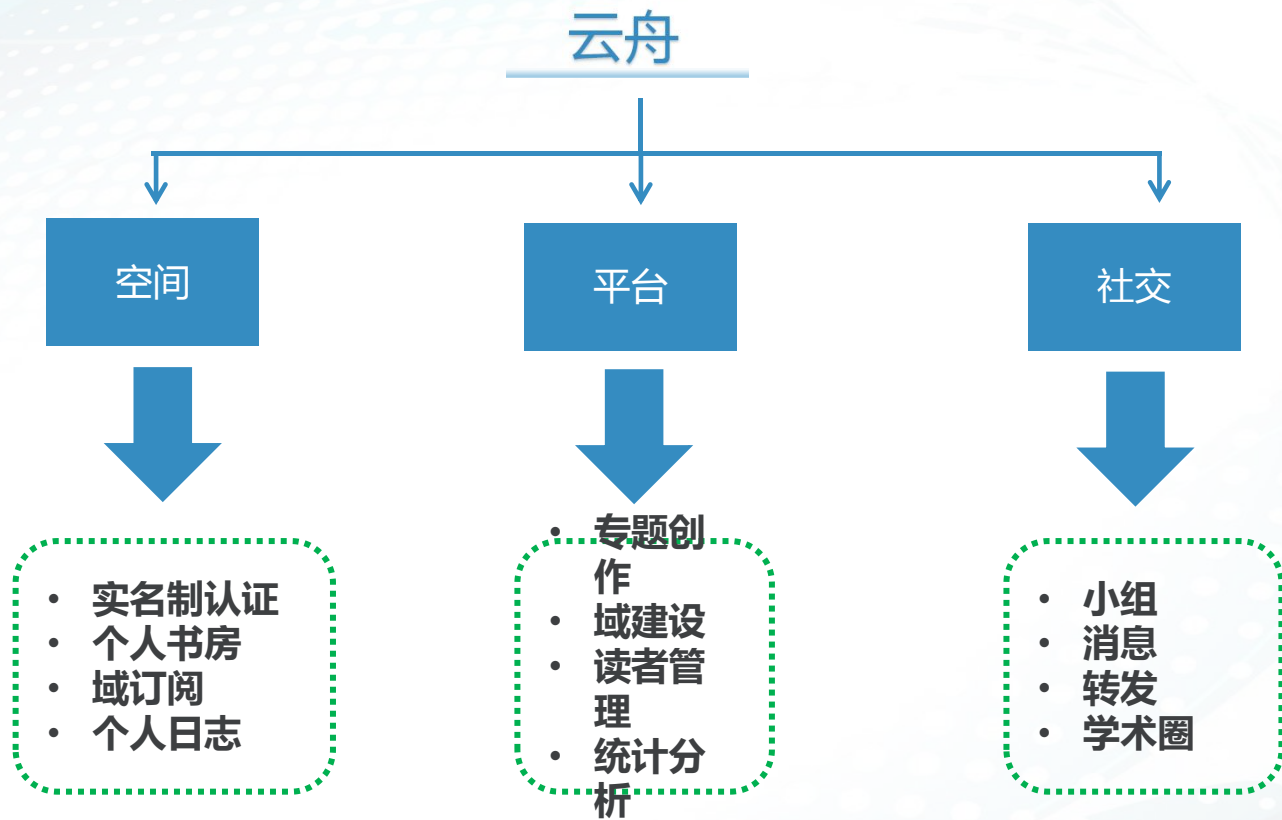 云舟
空间
平台
社交
• 实名制认证
• 个人书房
• 域订阅
• 个人日志
• 专题创
作
• 域建设
• 读者管
理
• 统计分
析
• 小组
• 消息
• 转发
• 学术圈